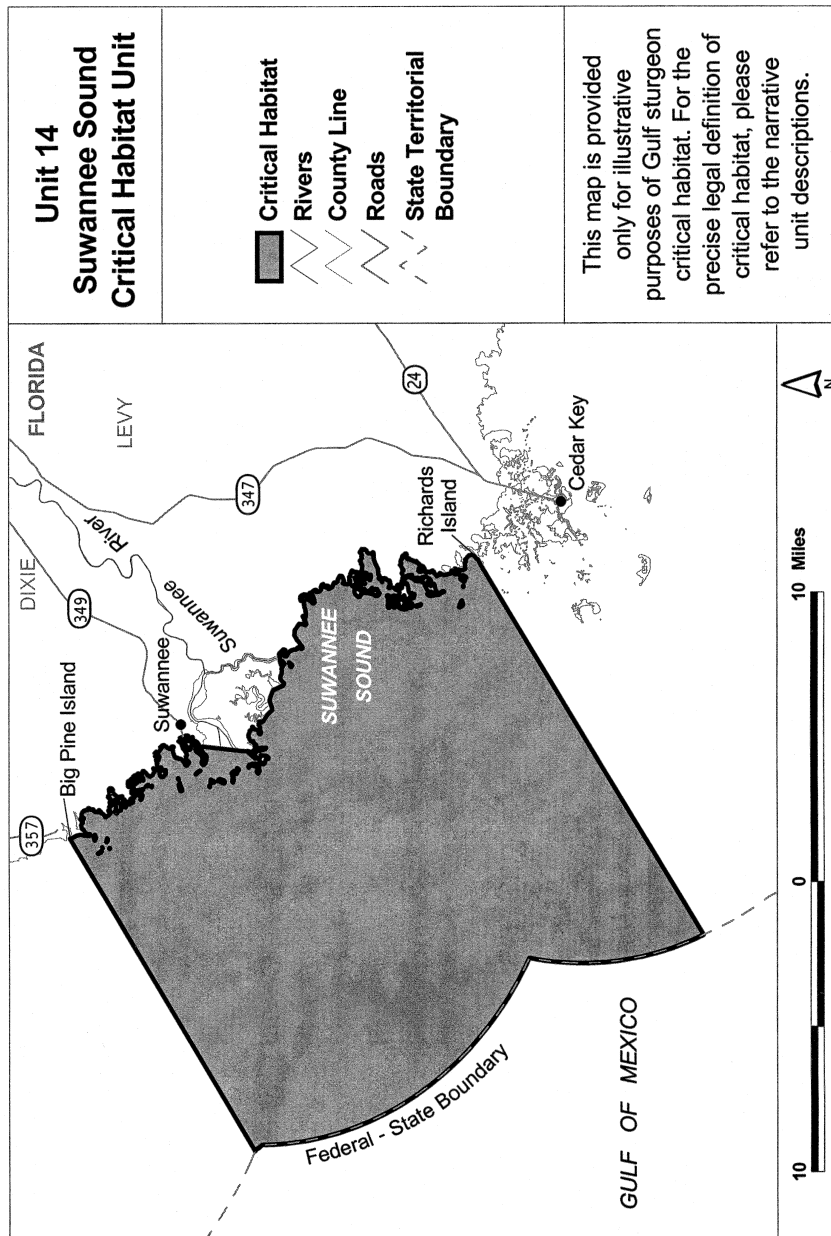 Unit 14
Suwannee Sound
Critical Habitat Unit
Critical Habitat
Rivers
County Line
Roads
State Territorial
Boundary
This map is provided
only for illustrative
purposes of Gulf sturgeon
critical habitat. For the
precise legal definition of
critical habitat, please
refer to the narrative
unit descriptions.
FLORIDA
DIXIE
LEVY
357
349
347
24
Big Pine Island
Suwannee
Suwannee River
SUWANNEE
SOUND
Richards
Island
Cedar Key
Federal - State Boundary
GULF OF MEXICO
10
0
10 Miles
N